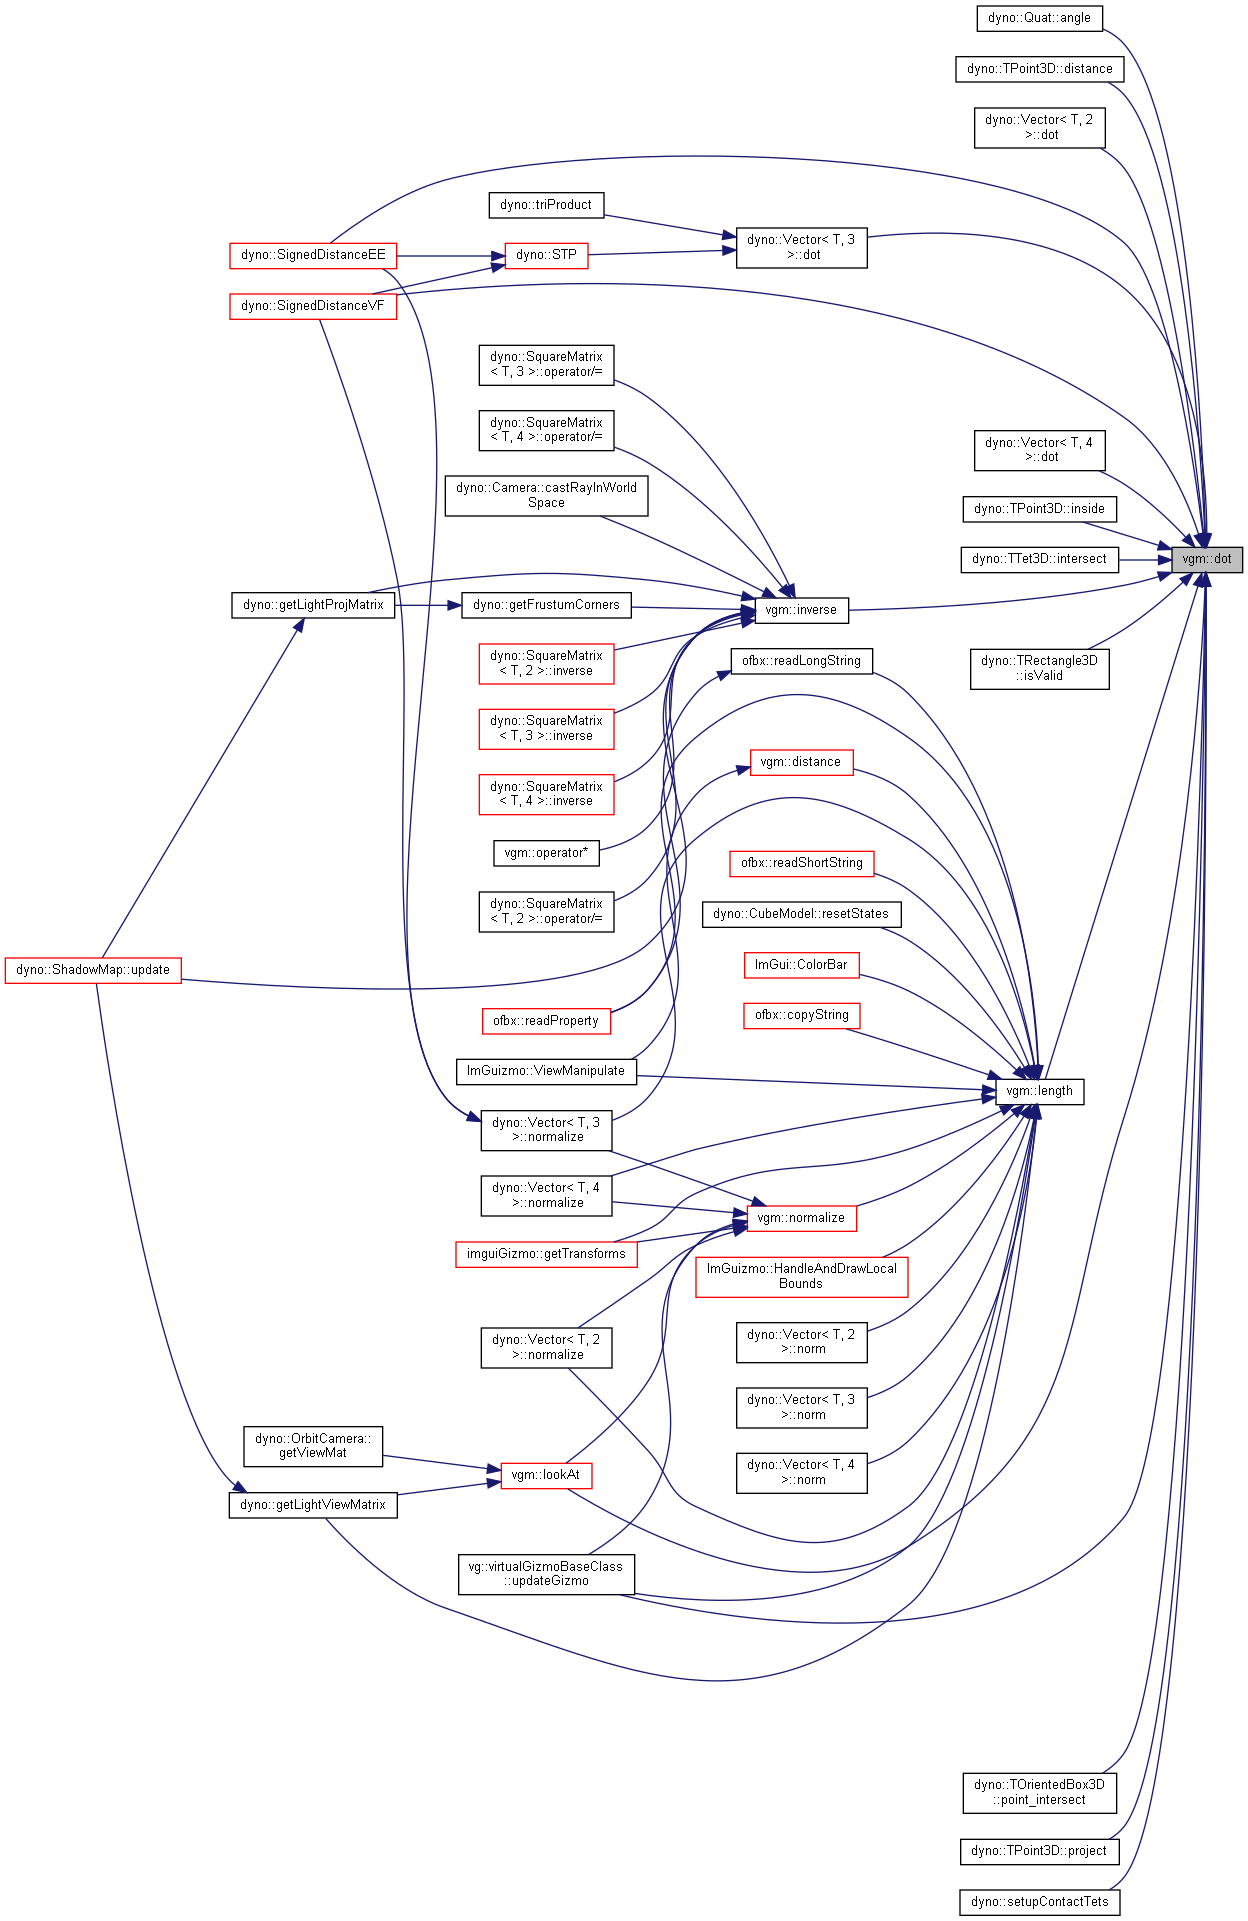 dyno::Quat::angle
dyno::TPoint3D::distance
dyno::Vector< T, 2
>::dot
dyno::triProduct
dyno::Vector< T, 3
>::dot
dyno::SignedDistanceEE
dyno::STP
dyno::SignedDistanceVF
dyno::SquareMatrix
< T, 3 >::operator/=
dyno::SquareMatrix
< T, 4 >::operator/=
dyno::Vector< T, 4
>::dot
dyno::Camera::castRayInWorld
Space
dyno::TPoint3D::inside
dyno::TTet3D::intersect
vgm::dot
dyno::getLightProjMatrix
dyno::getFrustumCorners
vgm::inverse
dyno::SquareMatrix
< T, 2 >::inverse
ofbx::readLongString
dyno::TRectangle3D
::isValid
dyno::SquareMatrix
< T, 3 >::inverse
vgm::distance
dyno::SquareMatrix
< T, 4 >::inverse
vgm::operator*
ofbx::readShortString
dyno::SquareMatrix
< T, 2 >::operator/=
dyno::CubeModel::resetStates
dyno::ShadowMap::update
ImGui::ColorBar
ofbx::readProperty
ofbx::copyString
ImGuizmo::ViewManipulate
vgm::length
dyno::Vector< T, 3
>::normalize
dyno::Vector< T, 4
>::normalize
vgm::normalize
imguiGizmo::getTransforms
ImGuizmo::HandleAndDrawLocal
Bounds
dyno::Vector< T, 2
>::normalize
dyno::Vector< T, 2
>::norm
dyno::Vector< T, 3
>::norm
dyno::OrbitCamera::
getViewMat
vgm::lookAt
dyno::Vector< T, 4
>::norm
dyno::getLightViewMatrix
vg::virtualGizmoBaseClass
::updateGizmo
dyno::TOrientedBox3D
::point_intersect
dyno::TPoint3D::project
dyno::setupContactTets